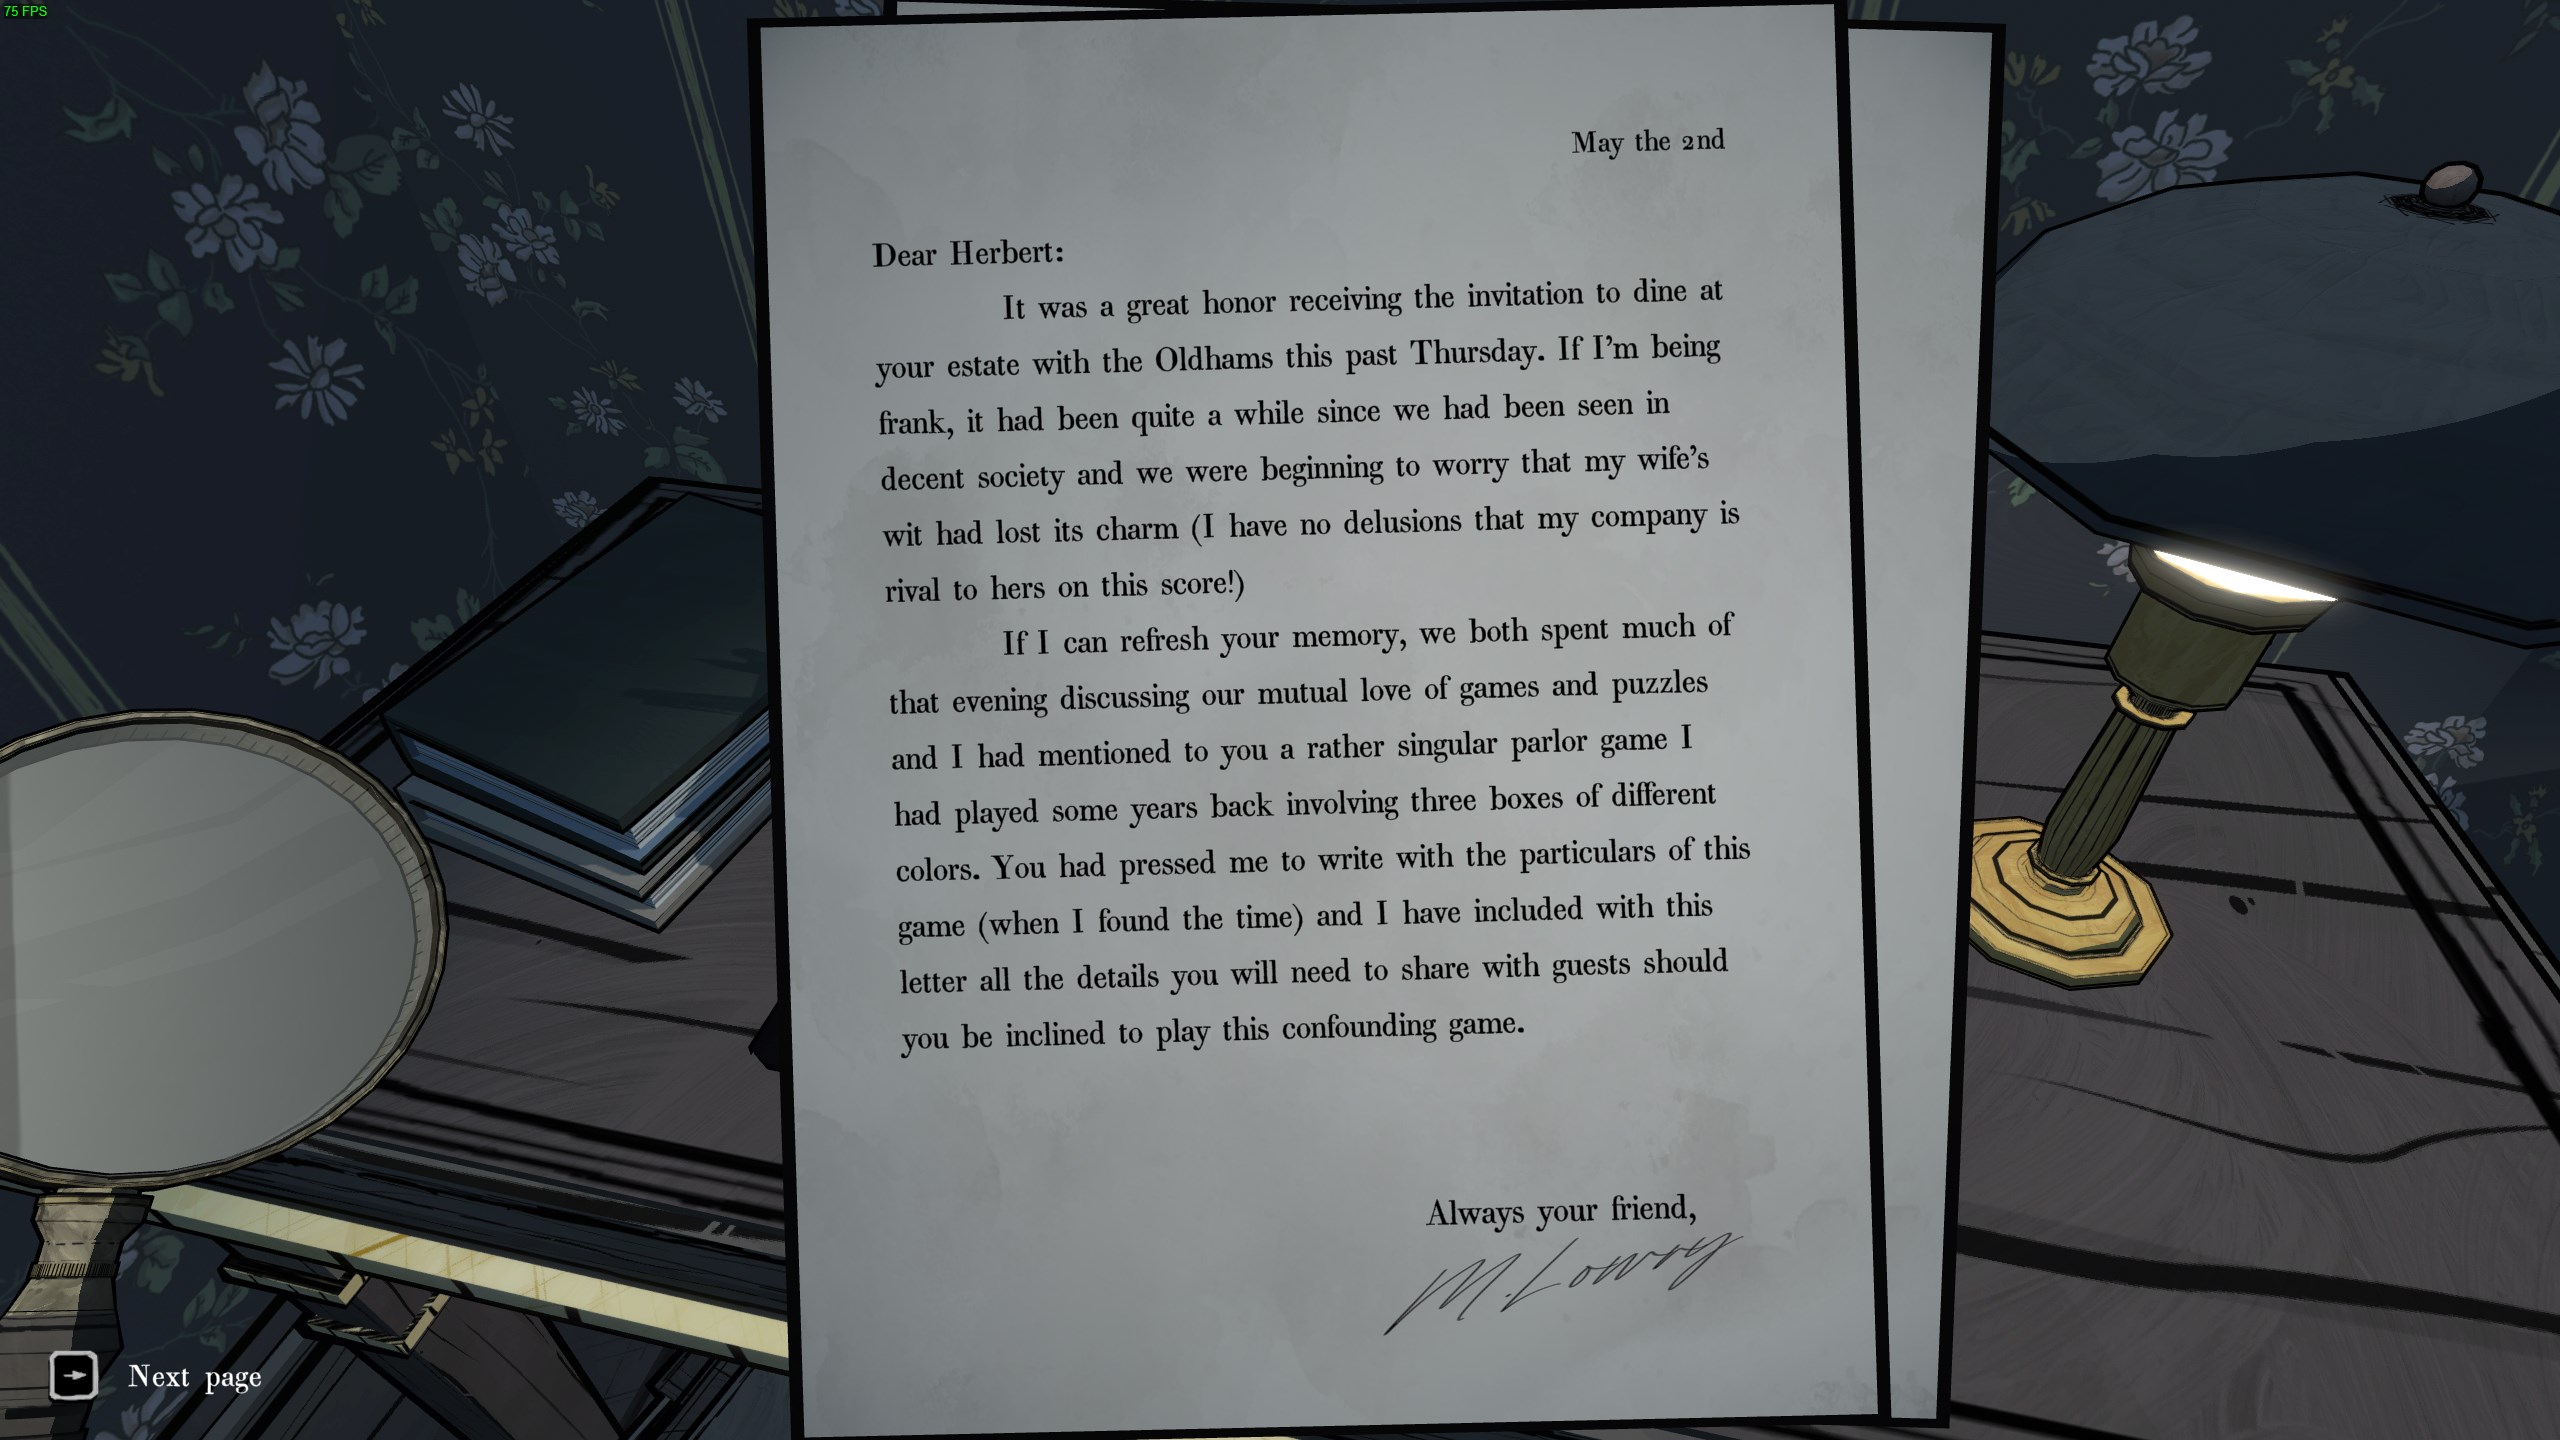 75 FPS
May the 2nd
Dear Herbert:
It was a great honor receiving the invitation to dine at
your estate with the Oldhams this past Thursday. If I'm being
frank, it had been quite a while since we had been seen in
decent society and we were beginning to worry that my wife's
wit had lost its charm (I have no delusions that my company is
rival to hers on this score!)
If I can refresh your memory, we both spent much of
that evening discussing our mutual love of games and puzzles
and I had mentioned to you a rather singular parlor game I
had played some years back involving three boxes of different
colors. You had pressed me to write with the particulars of this
game (when I found the time) and I have included with this
letter all the details you will need to share with guests should
you be inclined to play this confounding game.
Always your friend,
M. Lowry
Next page